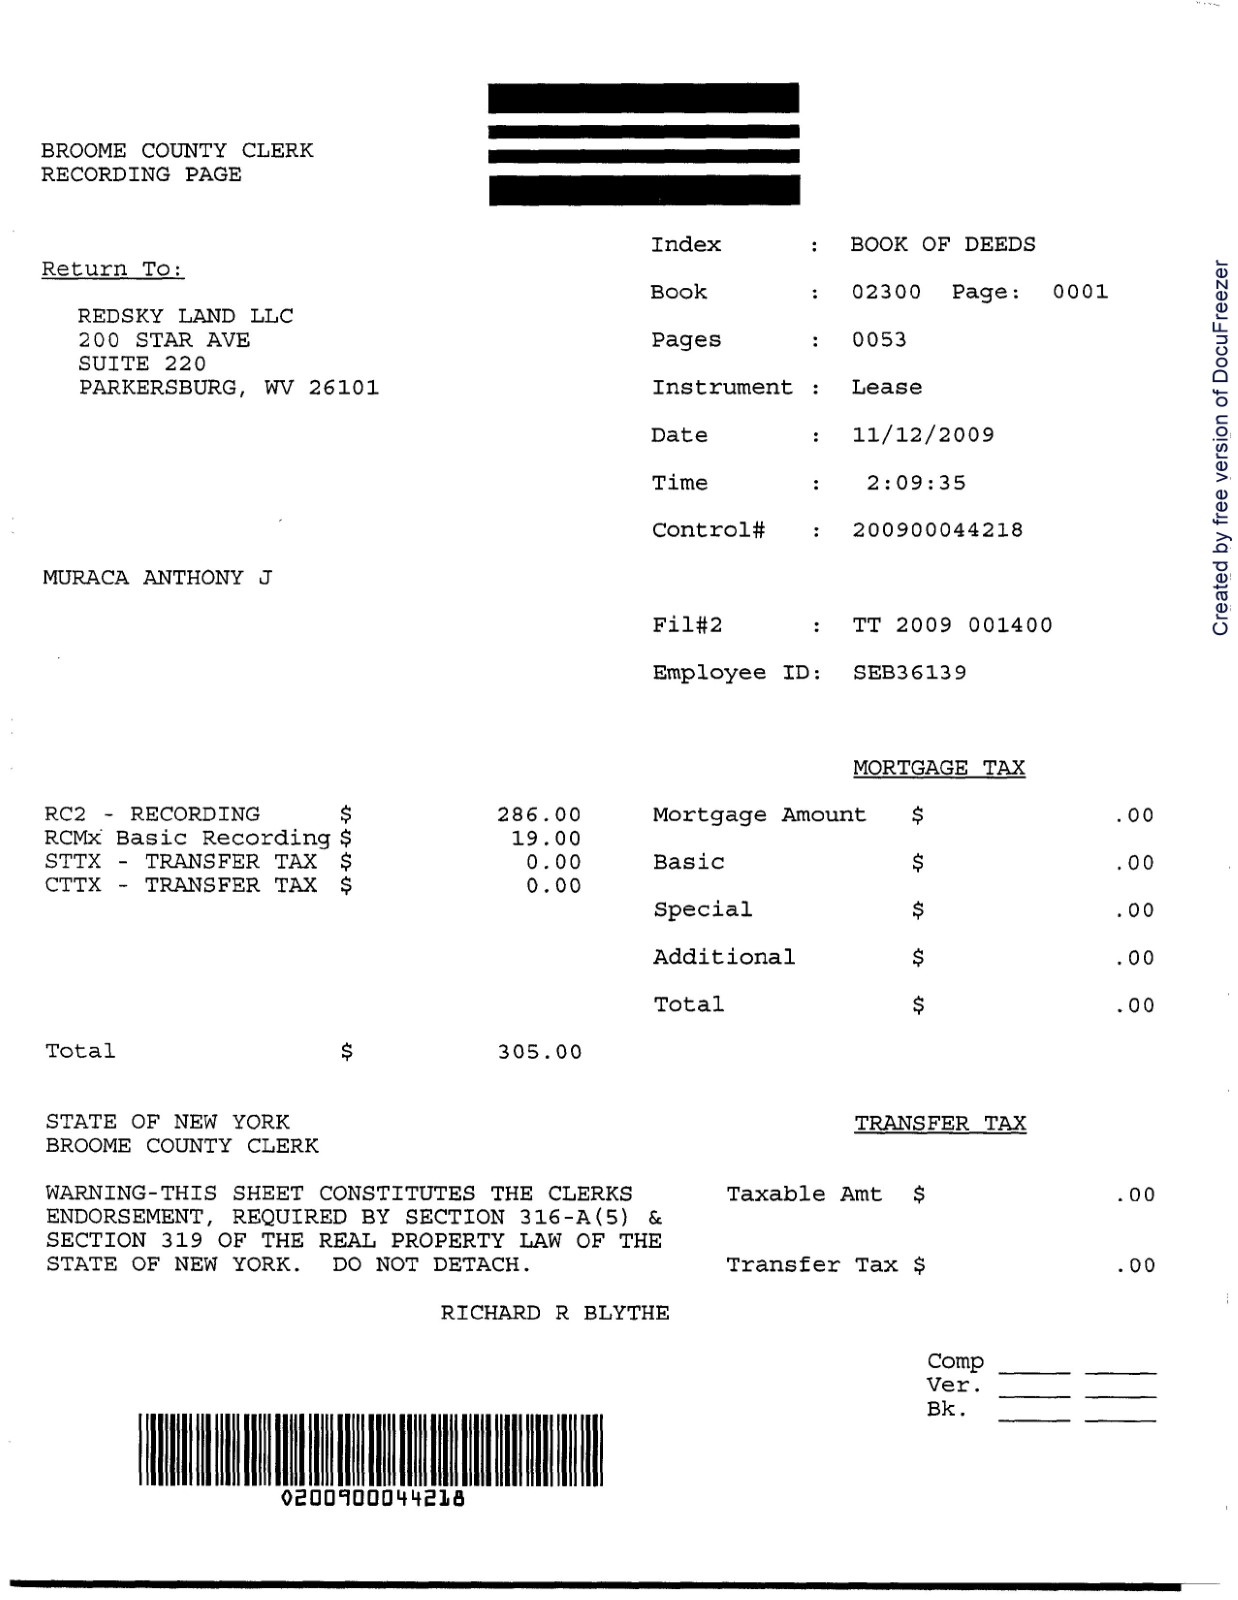 BROOME COUNTY CLERK
RECORDING PAGE
Return To:
REDSKY LAND LLC
200 STAR AVE
SUITE 220
PARKERSBURG, WV 26101
MURACA ANTHONY J
Index : BOOK OF DEEDS
Book : 02300 Page: 0001
Pages : 0053
Instrument : Lease
Date : 11/12/2009
Time : 2:09:35
Control# : 200900044218
Fil#2 : TT 2009 001400
Employee ID: SEB36139
RC2 - RECORDING $ 286.00
RCMx Basic Recording $ 19.00
STTX - TRANSFER TAX $ 0.00
CTTX - TRANSFER TAX $ 0.00
Total $ 305.00
MORTGAGE TAX
Mortgage Amount $ .00
Basic $ .00
Special $ .00
Additional $ .00
Total $ .00
STATE OF NEW YORK
BROOME COUNTY CLERK
WARNING-THIS SHEET CONSTITUTES THE CLERKS
ENDORSEMENT, REQUIRED BY SECTION 316-A(5) &
SECTION 319 OF THE REAL PROPERTY LAW OF THE
STATE OF NEW YORK. DO NOT DETACH.
TRANSFER TAX
Taxable Amt $ .00
Transfer Tax $ .00
RICHARD R BLYTHE
Comp
Ver.
Bk.
0200900044218
Created by free version of DocuFreezer